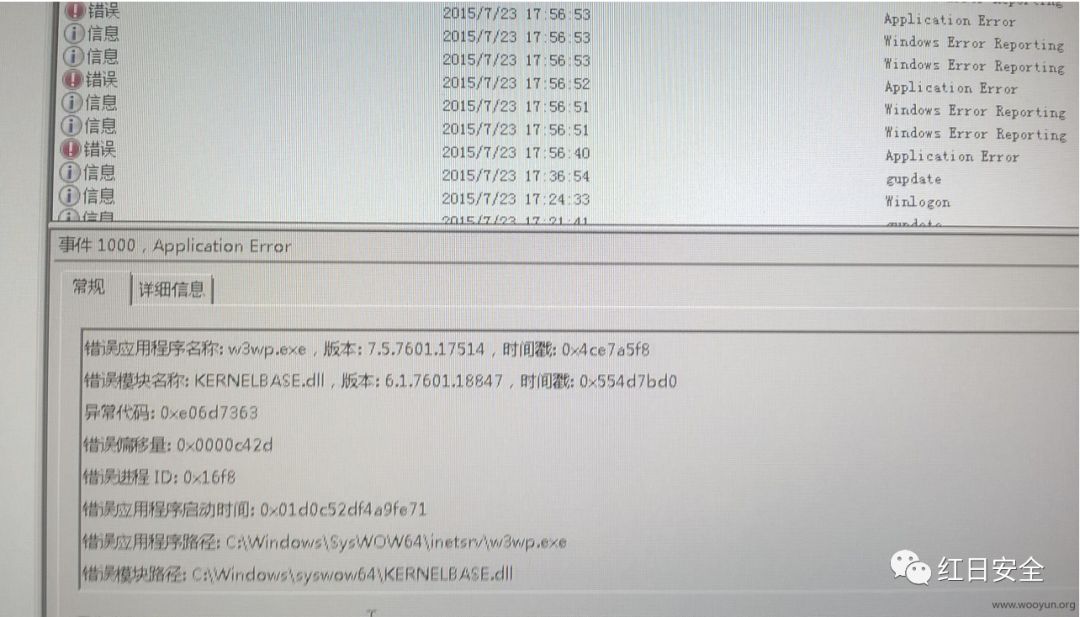 错误 2015/7/23 17:56:53 Application Error
信息 2015/7/23 17:56:53 Windows Error Reporting
信息 2015/7/23 17:56:53 Windows Error Reporting
错误 2015/7/23 17:56:52 Application Error
信息 2015/7/23 17:56:51 Windows Error Reporting
信息 2015/7/23 17:56:51 Windows Error Reporting
错误 2015/7/23 17:56:40 Application Error
信息 2015/7/23 17:36:54 gupdate
信息 2015/7/23 17:24:33 Winlogon
信息 2015/7/23 17:21:41 gupdate
事件 1000，Application Error
常规 详细信息
错误应用程序名称: w3wp.exe，版本: 7.5.7601.17514，时间戳: 0x4ce7a5f8
错误模块名称: KERNELBASE.dll，版本: 6.1.7601.18847，时间戳: 0x554d7bd0
异常代码: 0xe06d7363
错误偏移量: 0x0000c42d
错误进程 ID: 0x16f8
错误应用程序启动时间: 0x01d0c52df4a9fe71
错误应用程序路径: C:\Windows\SysWOW64\inetsrv\w3wp.exe
错误模块路径: C:\Windows\syswow64\KERNELBASE.dll
红日安全
www.wooyun.org